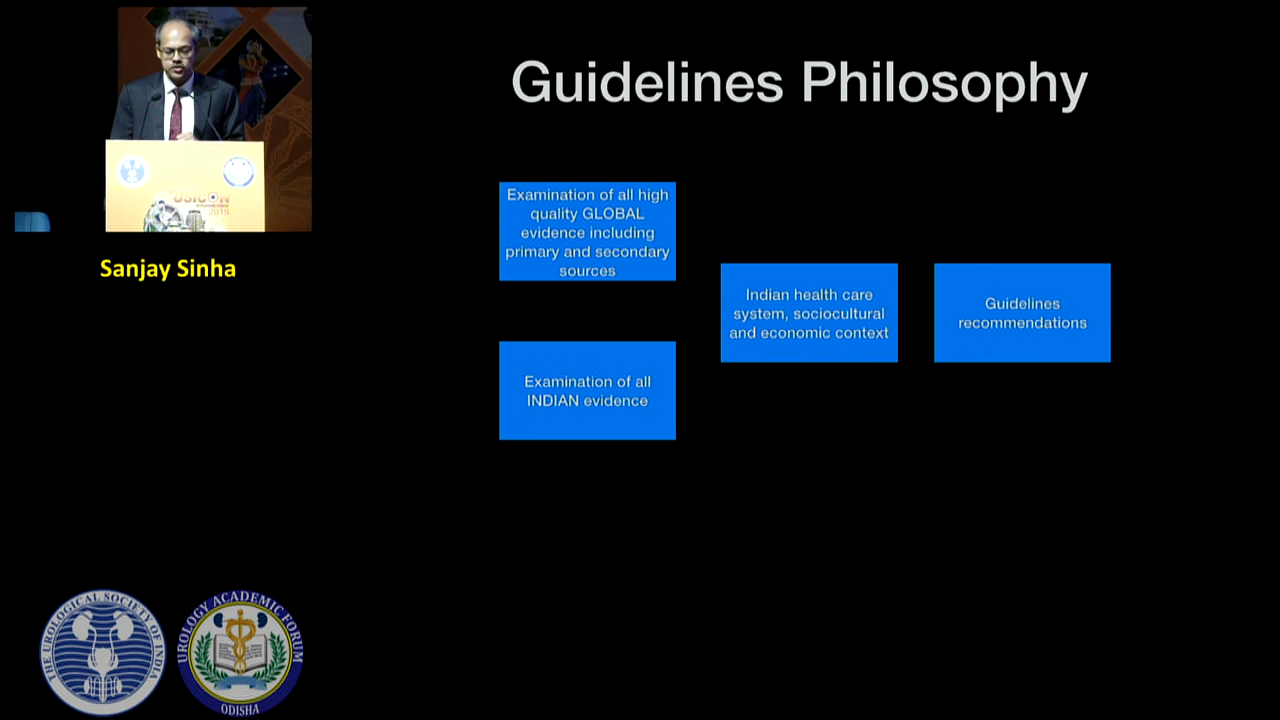 Guidelines Philosophy
Examination of all high
quality GLOBAL
evidence including
primary and secondary
sources
Indian health care
system, sociocultural
and economic context
Guidelines
recommendations
Examination of all
INDIAN evidence
USICON
2019
Sanjay Sinha
THE UROLOGICAL SOCIETY OF INDIA
UROLOGY ACADEMIC FORUM
ODISHA